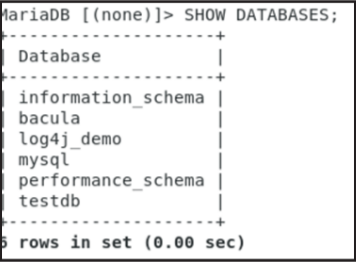 MariaDB [(none)]> SHOW DATABASES;
+--------------------+
| Database           |
+--------------------+
| information_schema |
| bacula             |
| log4j_demo         |
| mysql              |
| performance_schema |
| testdb             |
+--------------------+
6 rows in set (0.00 sec)